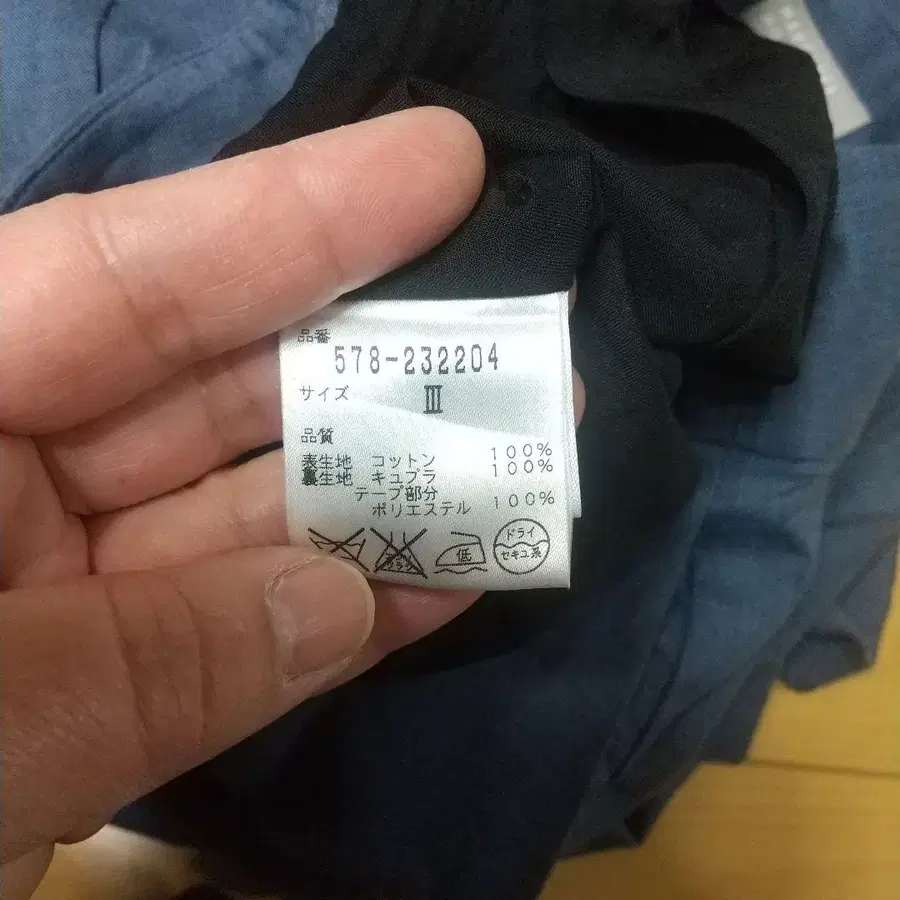 品番
578-232204
サイズ Ⅲ
品質
表生地 コットン 100%
裏生地 キュプラ 100%
テープ部分
ポリエステル 100%
低
ドライ
セキユ系